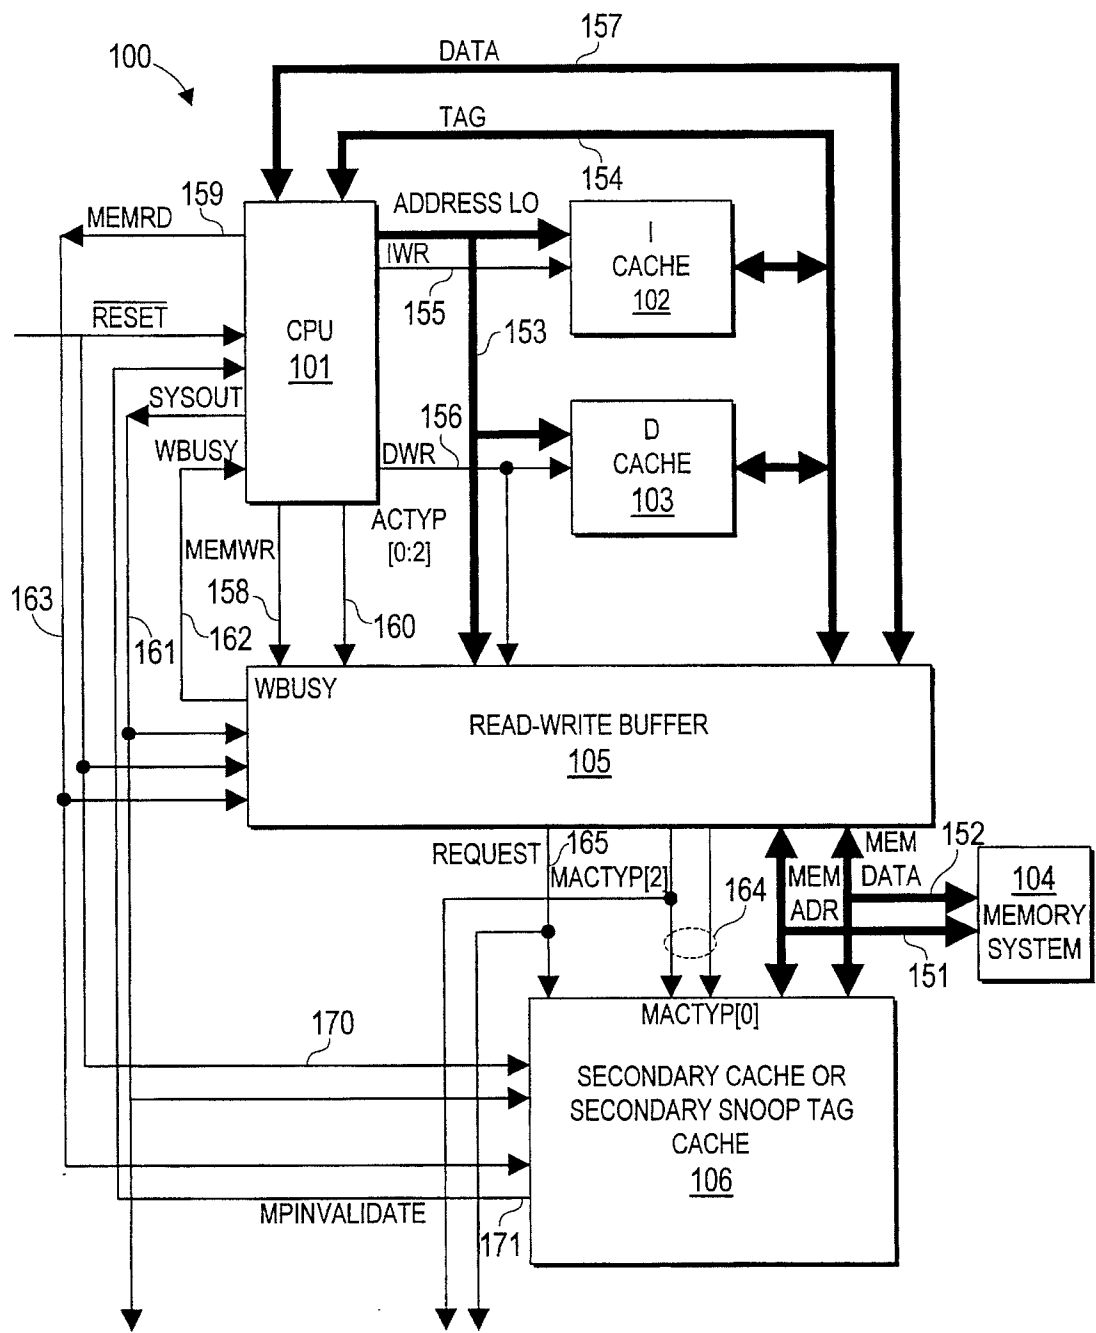 157
DATA
100
TAG
154
159
ADDRESS LO
MEMRD
I
CACHE
102
IWR
155
RESET
CPU
101
153
SYSOUT
156
D
CACHE
103
WBUSY
DWR
ACTYP
[0:2]
MEMWR
163
158
160
161
162
WBUSY
READ-WRITE BUFFER
105
165
REQUEST
MACTYP[2]
164
MEM
ADR
MEM
DATA
152
104
MEMORY
SYSTEM
151
170
MACTYP[0]
SECONDARY CACHE OR
SECONDARY SNOOP TAG
CACHE
106
MPINVALIDATE
171